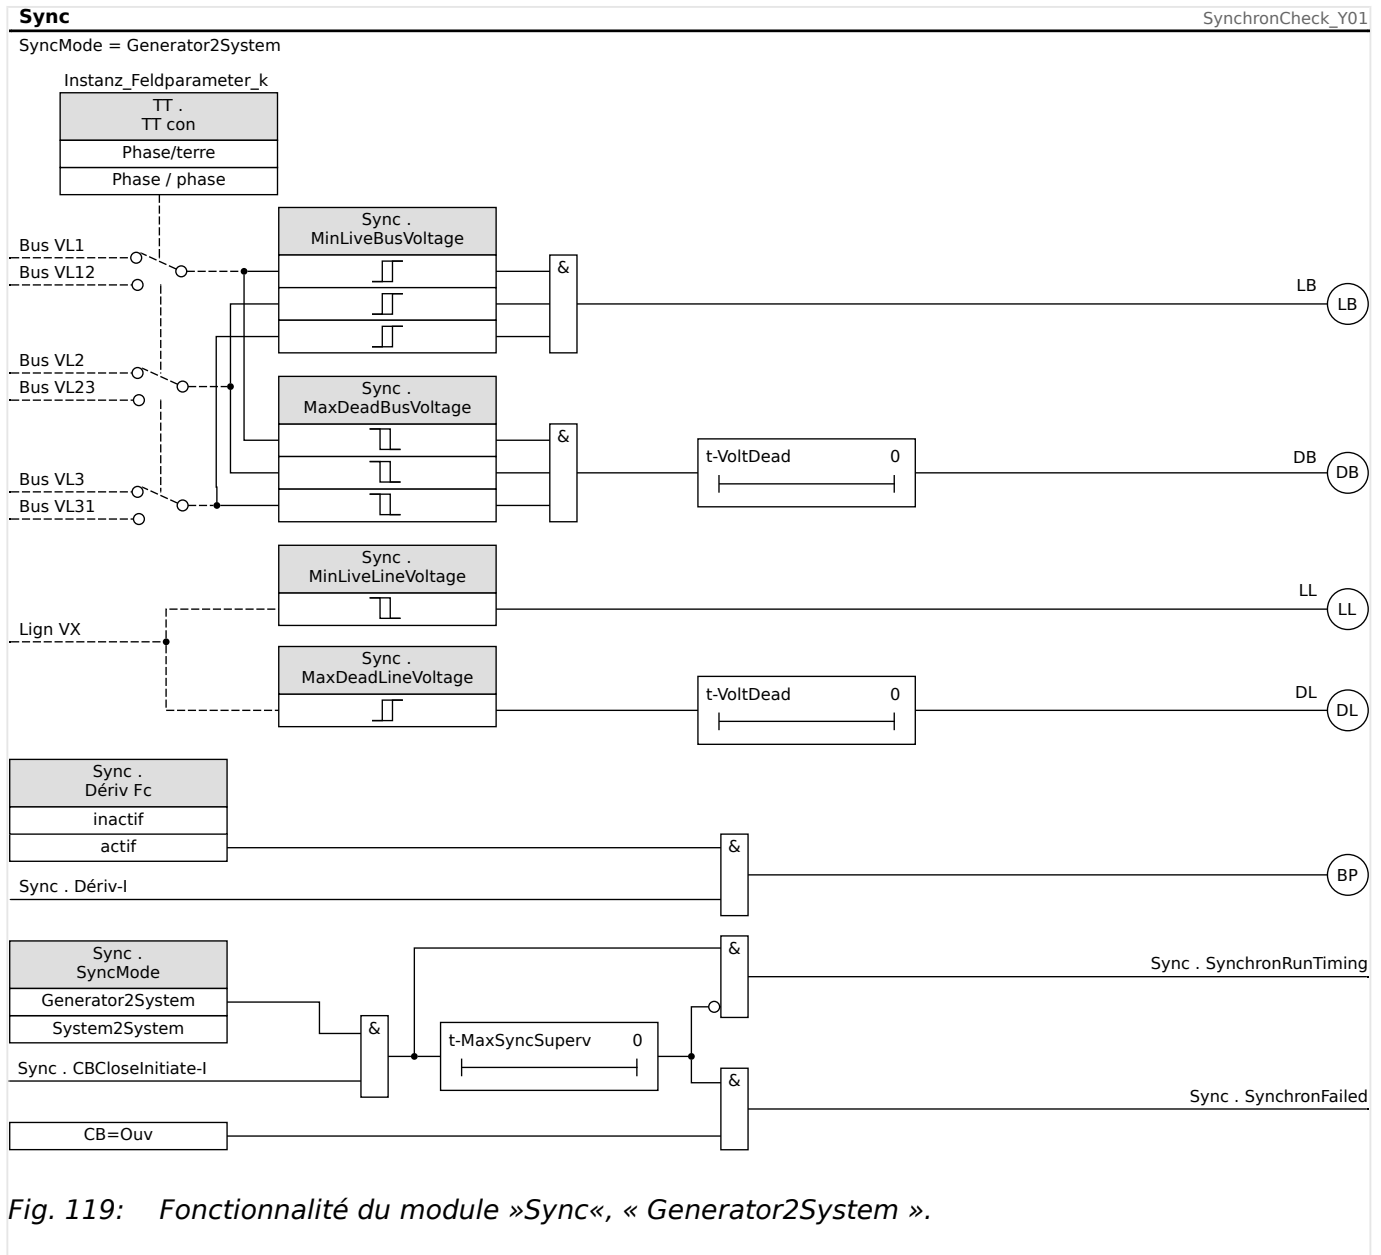 Sync
SynchronCheck_Y01
SyncMode = Generator2System
Instanz_Feldparameter_k
TT .
TT con
Phase/terre
Phase / phase
Bus VL1
Bus VL12
Bus VL2
Bus VL23
Bus VL3
Bus VL31
Sync .
MinLiveBusVoltage
&
LB
LB
Sync .
MaxDeadBusVoltage
&
t-VoltDead 0
DB
DB
Sync .
MinLiveLineVoltage
LL
LL
Lign VX
Sync .
MaxDeadLineVoltage
t-VoltDead 0
DL
DL
Sync .
Dériv Fc
inactif
actif
Sync . Dériv-I
&
BP
Sync .
SyncMode
Generator2System
System2System
Sync . CBCloseInitiate-I
&
t-MaxSyncSuperv 0
&
Sync . SynchronRunTiming
&
Sync . SynchronFailed
CB=Ouv
Fig. 119: Fonctionnalité du module »Sync«, « Generator2System ».